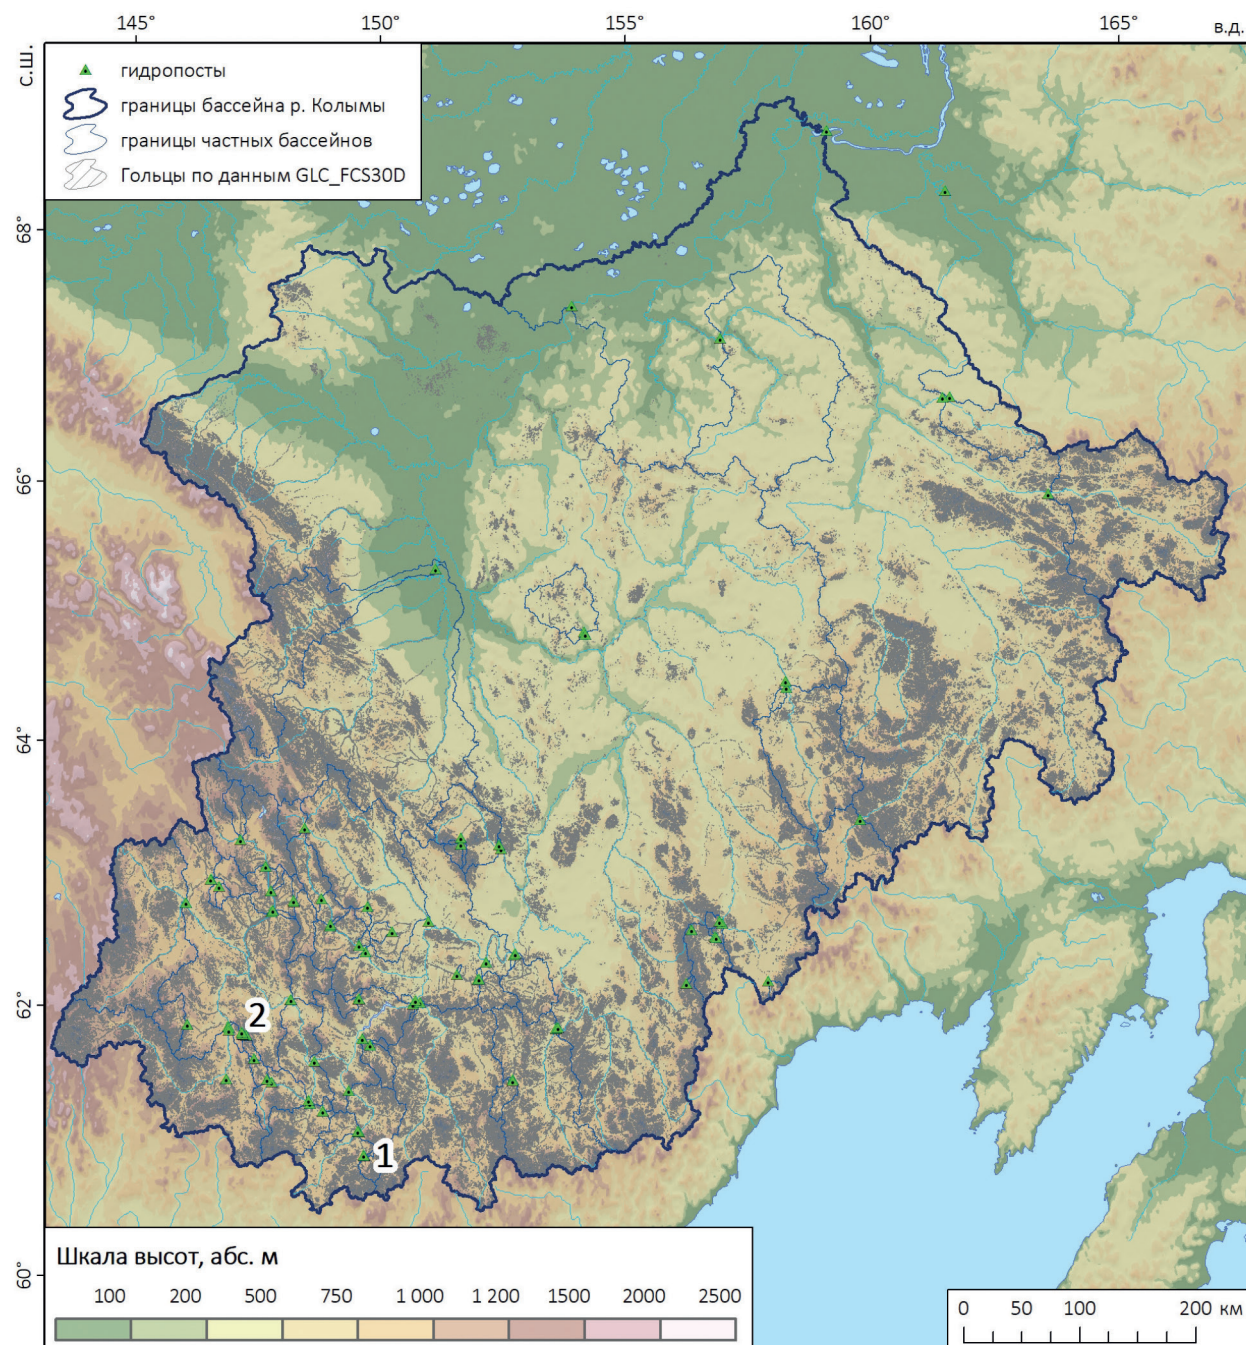 145° 150° 155° 160° 165° в.д.
с.ш.
гидропосты
границы бассейна р. Колымы
границы частных бассейнов
Гольцы по данным GLC_FCS30D
68°
66°
64°
62°
60°
2
1
Шкала высот, абс. м
100 200 500 750 1 000 1 200 1500 2000 2500
0 50 100 200 км